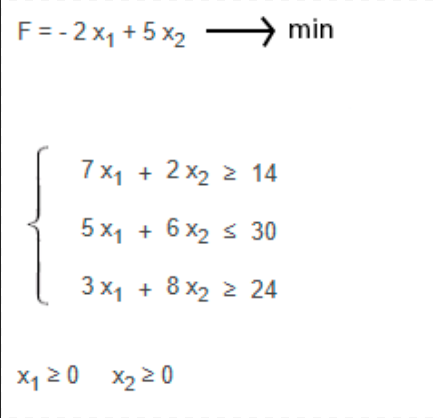 F = - 2 x₁ + 5 x₂ ⟶ min
7 x₁ + 2 x₂ ≥ 14
5 x₁ + 6 x₂ ≤ 30
3 x₁ + 8 x₂ ≥ 24
x₁ ≥ 0 x₂ ≥ 0